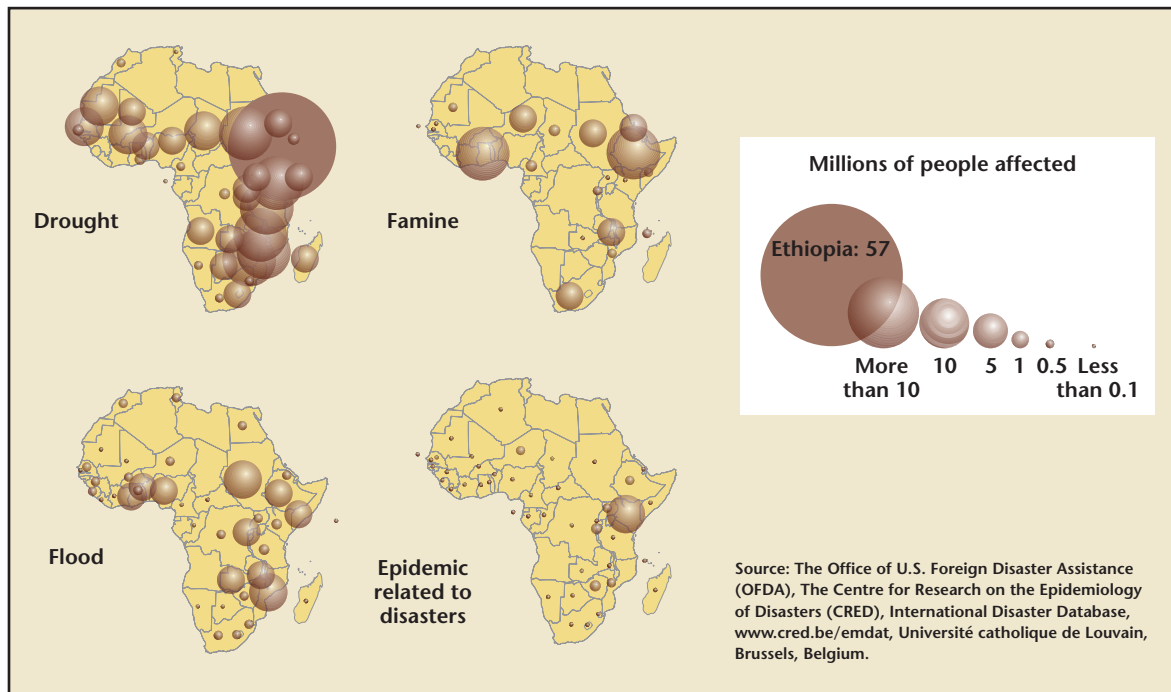 Drought
Famine
Flood
Epidemic
related to
disasters
Millions of people affected
Ethiopia: 57
More
than 10
10
5
1
0.5
Less
than 0.1
Source: The Office of U.S. Foreign Disaster Assistance
(OFDA), The Centre for Research on the Epidemiology
of Disasters (CRED), International Disaster Database,
www.cred.be/emdat, Université catholique de Louvain,
Brussels, Belgium.